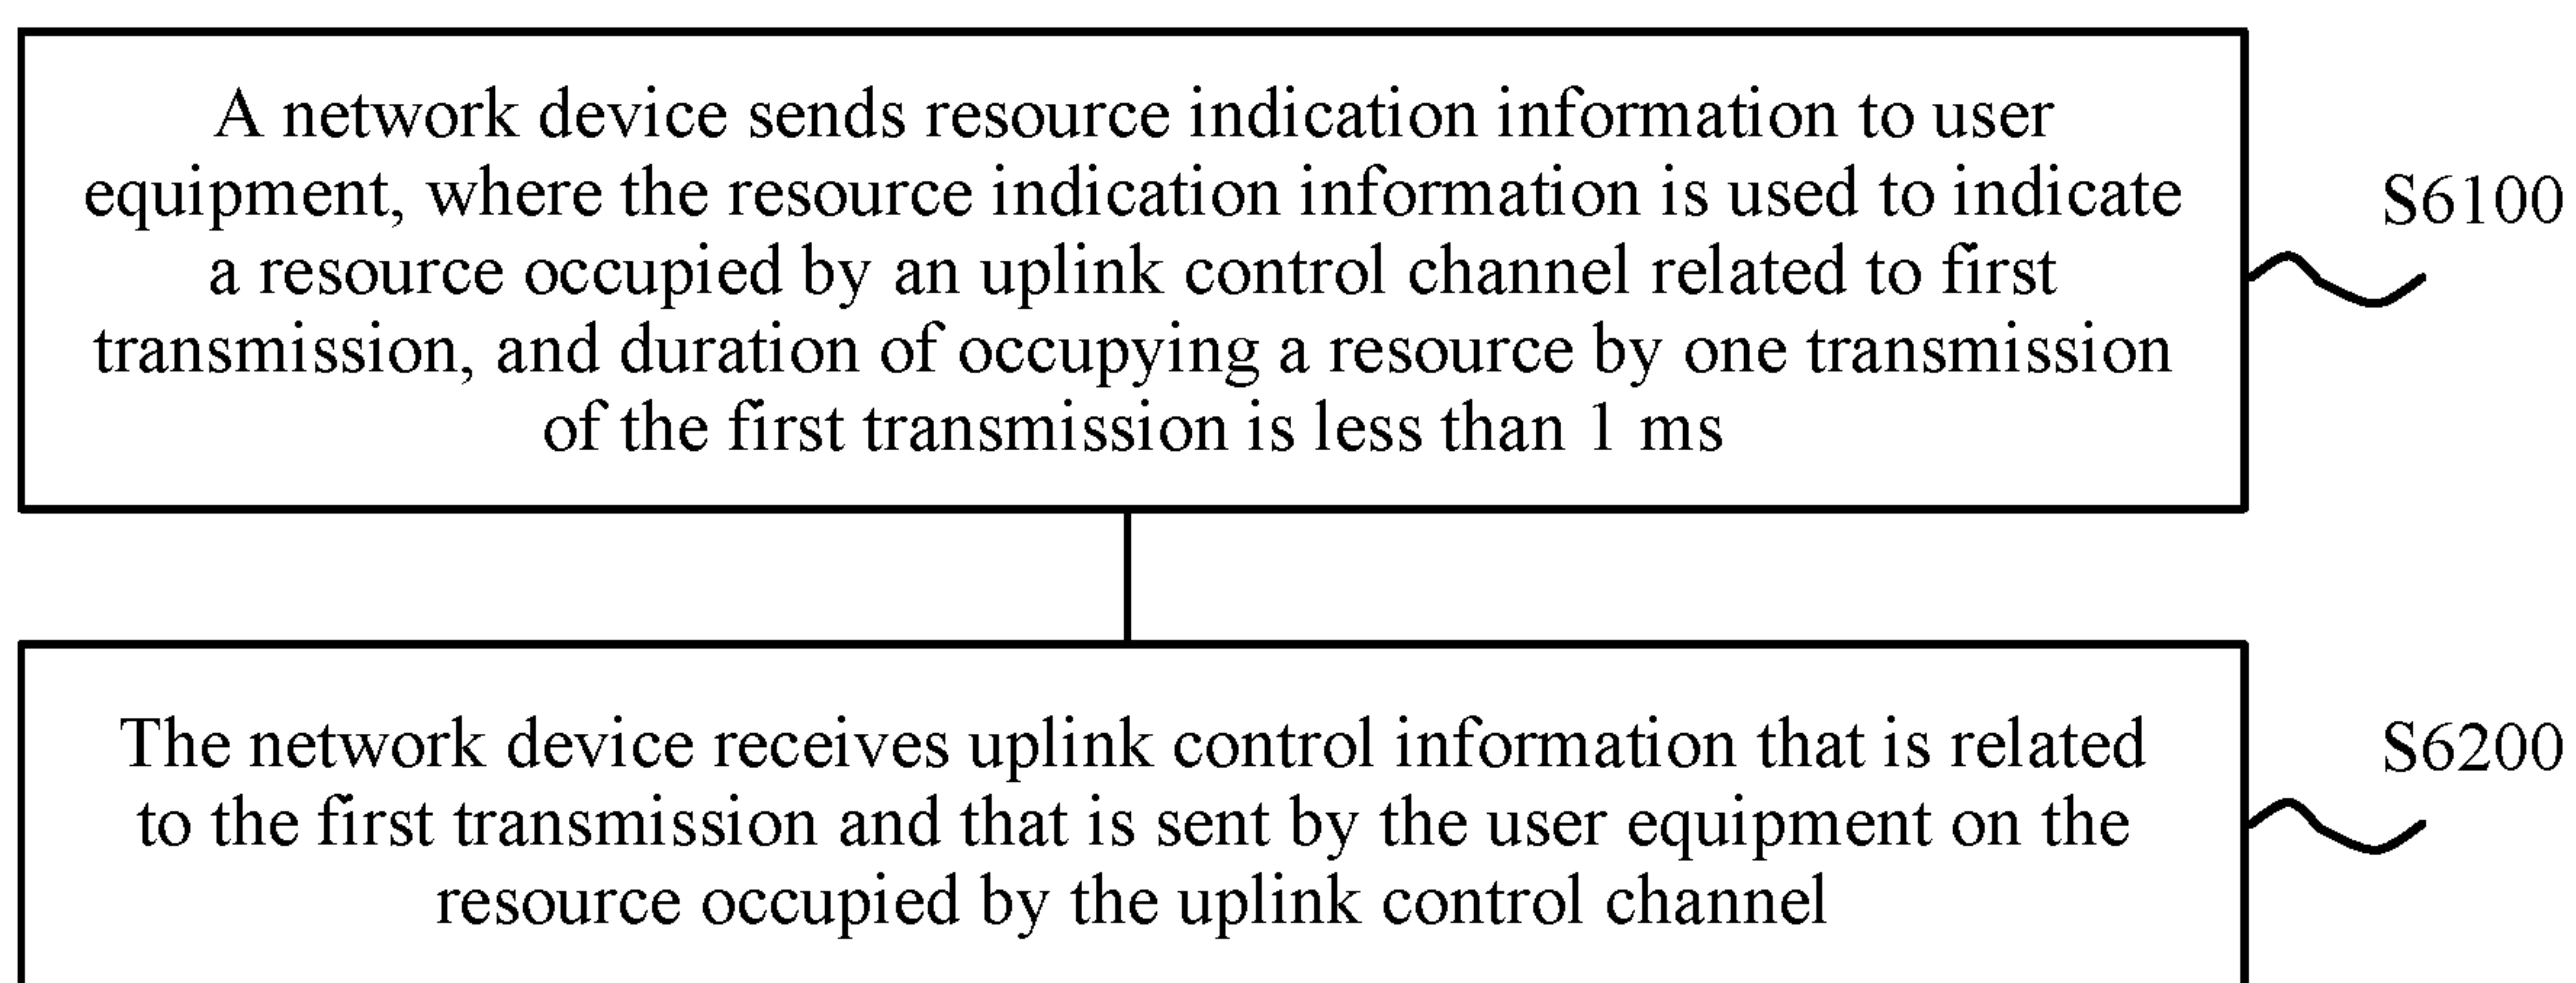 A network device sends resource indication information to user
equipment, where the resource indication information is used to indicate
a resource occupied by an uplink control channel related to first
transmission, and duration of occupying a resource by one transmission
of the first transmission is less than 1 ms
S6100
The network device receives uplink control information that is related
to the first transmission and that is sent by the user equipment on the
resource occupied by the uplink control channel
S6200